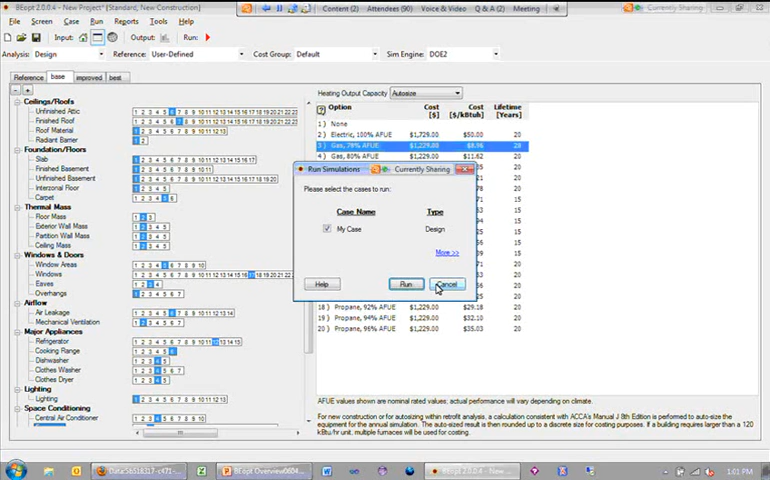 BEopt 2.0.0.4 - New Project* [Standard, New Construction]
Content (2) Attendees (90) Voice & Video Q & A (2) Meeting
Currently Sharing
File Screen Case Run Reports Tools Help
Input: Output: Run:
Analysis: Design Reference: User-Defined Cost Group: Default Sim Engine: DOE2
Reference base improved best
Heating Output Capacity Autosize
Option Cost [$] Cost [$/kBtuh] Lifetime [Years]
1 ) None
2 ) Electric, 100% AFUE $1,729.00 $50.00 20
3 ) Gas, 78% AFUE $1,229.00 $8.96 20
4 ) Gas, 80% AFUE $1,229.00 $11.62 20
18 ) Propane, 92% AFUE $1,229.00 $29.18 20
19 ) Propane, 94% AFUE $1,229.00 $32.10 20
20 ) Propane, 95% AFUE $1,229.00 $35.03 20
Ceilings/Roofs
Unfinished Attic
Finished Roof
Roof Material
Radiant Barrier
Foundation/Floors
Slab
Finished Basement
Unfinished Basement
Interzonal Floor
Carpet
Thermal Mass
Floor Mass
Exterior Wall Mass
Partition Wall Mass
Ceiling Mass
Windows & Doors
Window Areas
Windows
Eaves
Overhangs
Airflow
Air Leakage
Mechanical Ventilation
Major Appliances
Refrigerator
Cooking Range
Dishwasher
Clothes Washer
Clothes Dryer
Lighting
Lighting
Space Conditioning
Central Air Conditioner
Run Simulations
Currently Sharing
Please select the cases to run:
Case Name Type
My Case Design
More >>
Help Run Cancel
AFUE values shown are nominal rated values; actual performance will vary depending on climate.
For new construction or for autosizing within retrofit analysis, a calculation consistent with ACCA's Manual J 8th Edition is performed to auto-size the
equipment for the annual simulation. The auto-sized result is then rounded up to a discrete size for costing purposes. If a building requires larger than a 120
kBtu/hr unit, multiple furnaces will be used for costing.
BEopt Overview0604...
BEopt 2.0.0.4 - New ...
1:01 PM